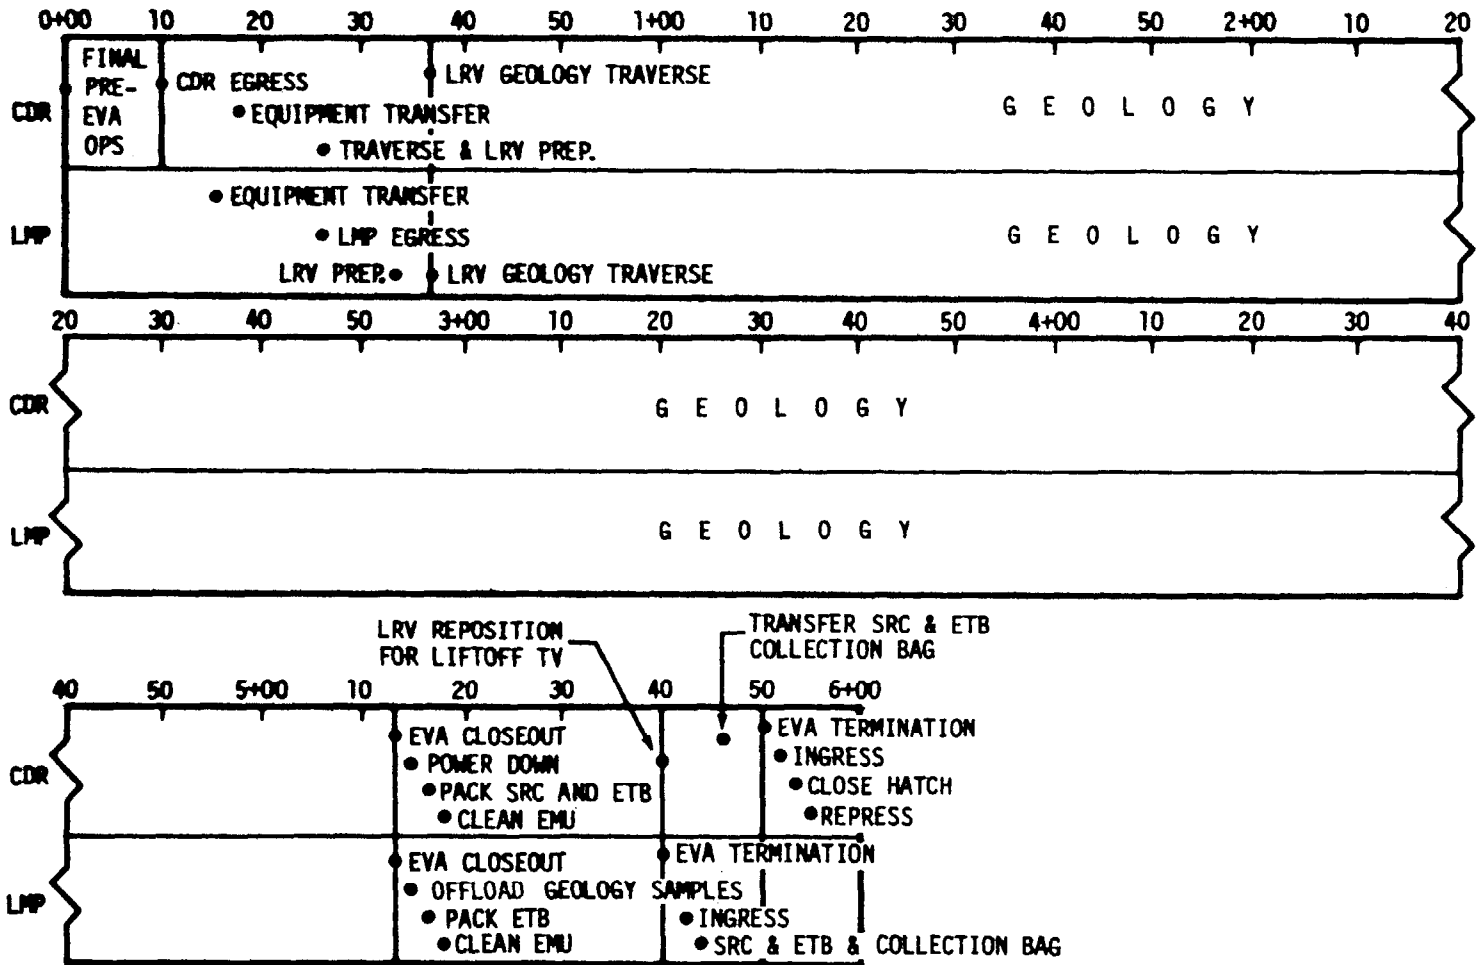 0+00 10 20 30 40 50 1+00 10 20 30 40 50 2+00 10 20
CDR
FINAL
PRE-
EVA
OPS
CDR EGRESS
EQUIPMENT TRANSFER
TRAVERSE & LRV PREP.
LRV GEOLOGY TRAVERSE
G E O L O G Y
LMP
EQUIPMENT TRANSFER
LMP EGRESS
LRV PREP.
LRV GEOLOGY TRAVERSE
G E O L O G Y
20 30 40 50 3+00 10 20 30 40 50 4+00 10 20 30 40
CDR
G E O L O G Y
LMP
G E O L O G Y
LRV REPOSITION
FOR LIFTOFF TV
TRANSFER SRC & ETB
COLLECTION BAG
40 50 5+00 10 20 30 40 50 6+00
CDR
EVA CLOSEOUT
POWER DOWN
PACK SRC AND ETB
CLEAN EMU
EVA TERMINATION
INGRESS
CLOSE HATCH
REPRESS
LMP
EVA CLOSEOUT
OFFLOAD GEOLOGY SAMPLES
PACK ETB
CLEAN EMU
EVA TERMINATION
INGRESS
SRC & ETB & COLLECTION BAG